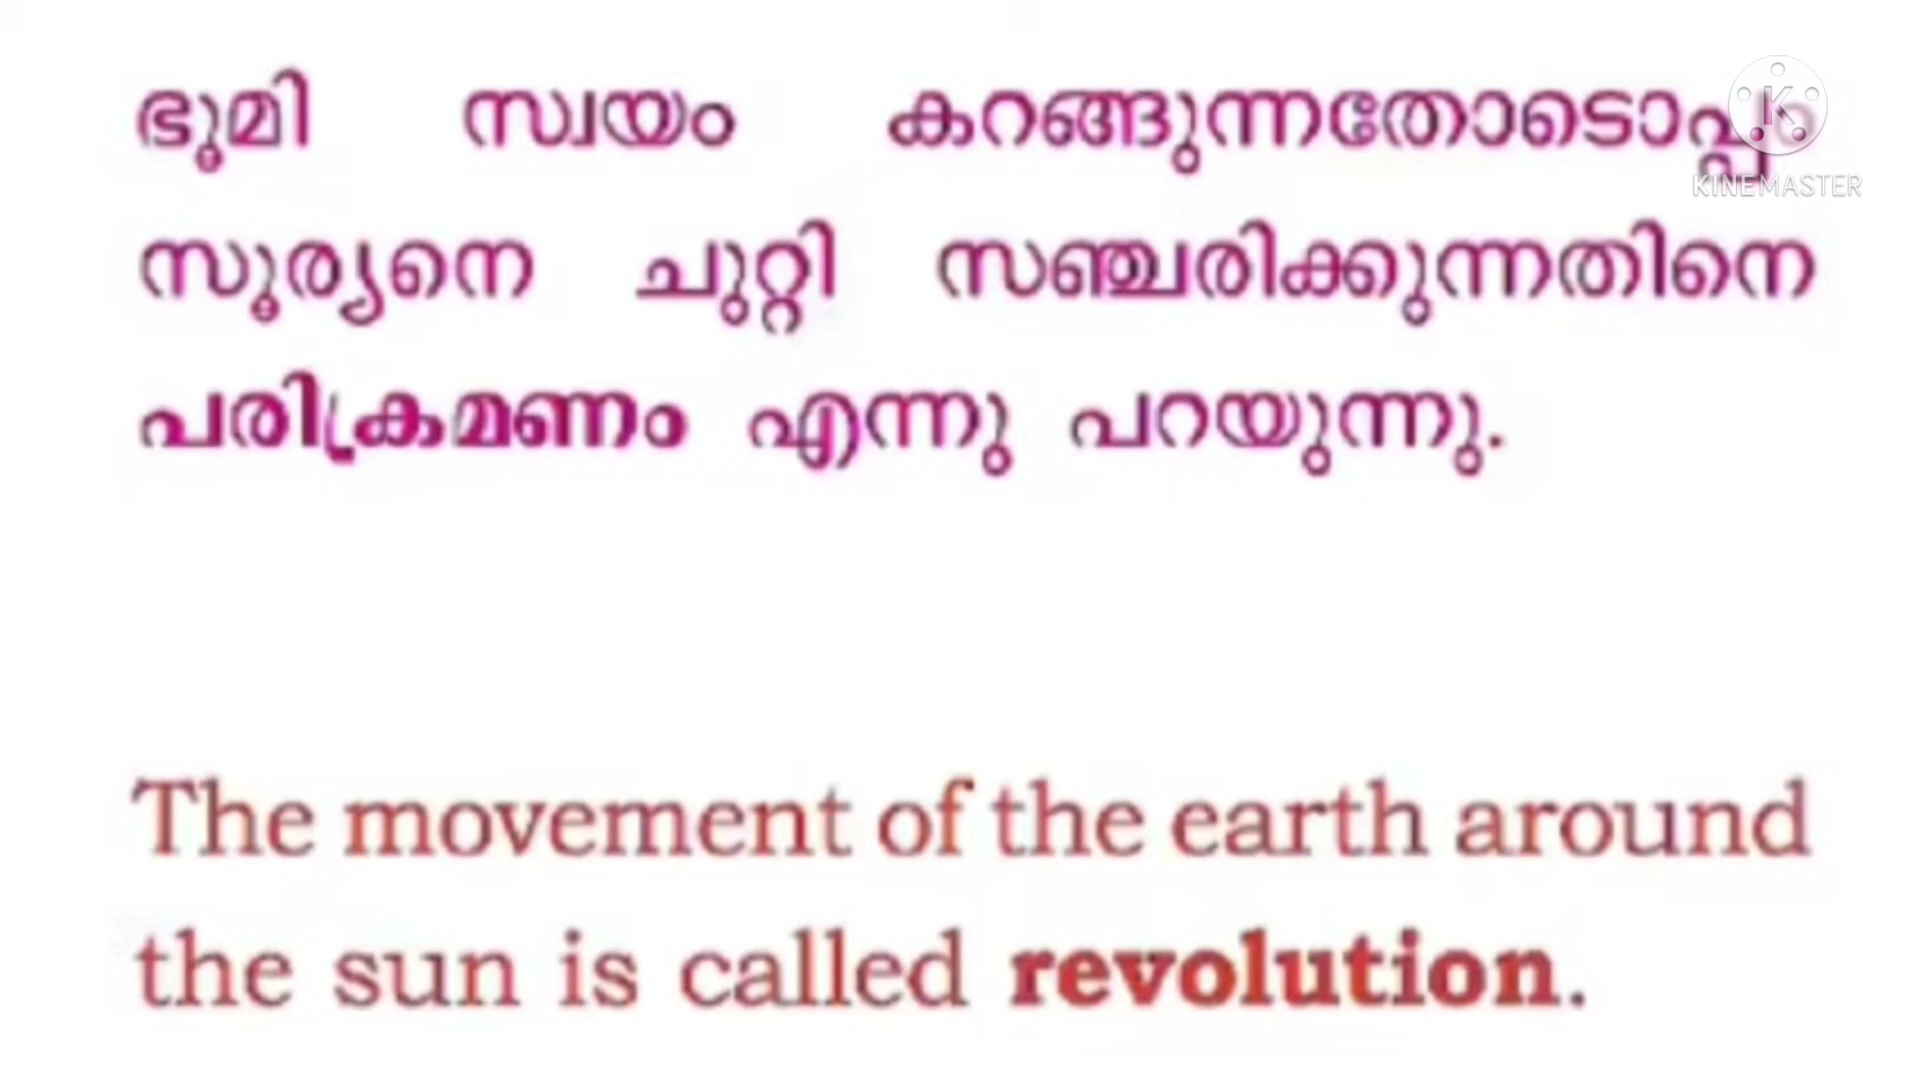 ഭൂമി സ്വയം കറങ്ങുന്നതോടൊപ്പം
KINEMASTER
സൂര്യനെ ചുറ്റി സഞ്ചരിക്കുന്നതിനെ
പരിക്രമണം എന്നു പറയുന്നു.
The movement of the earth around
the sun is called revolution.